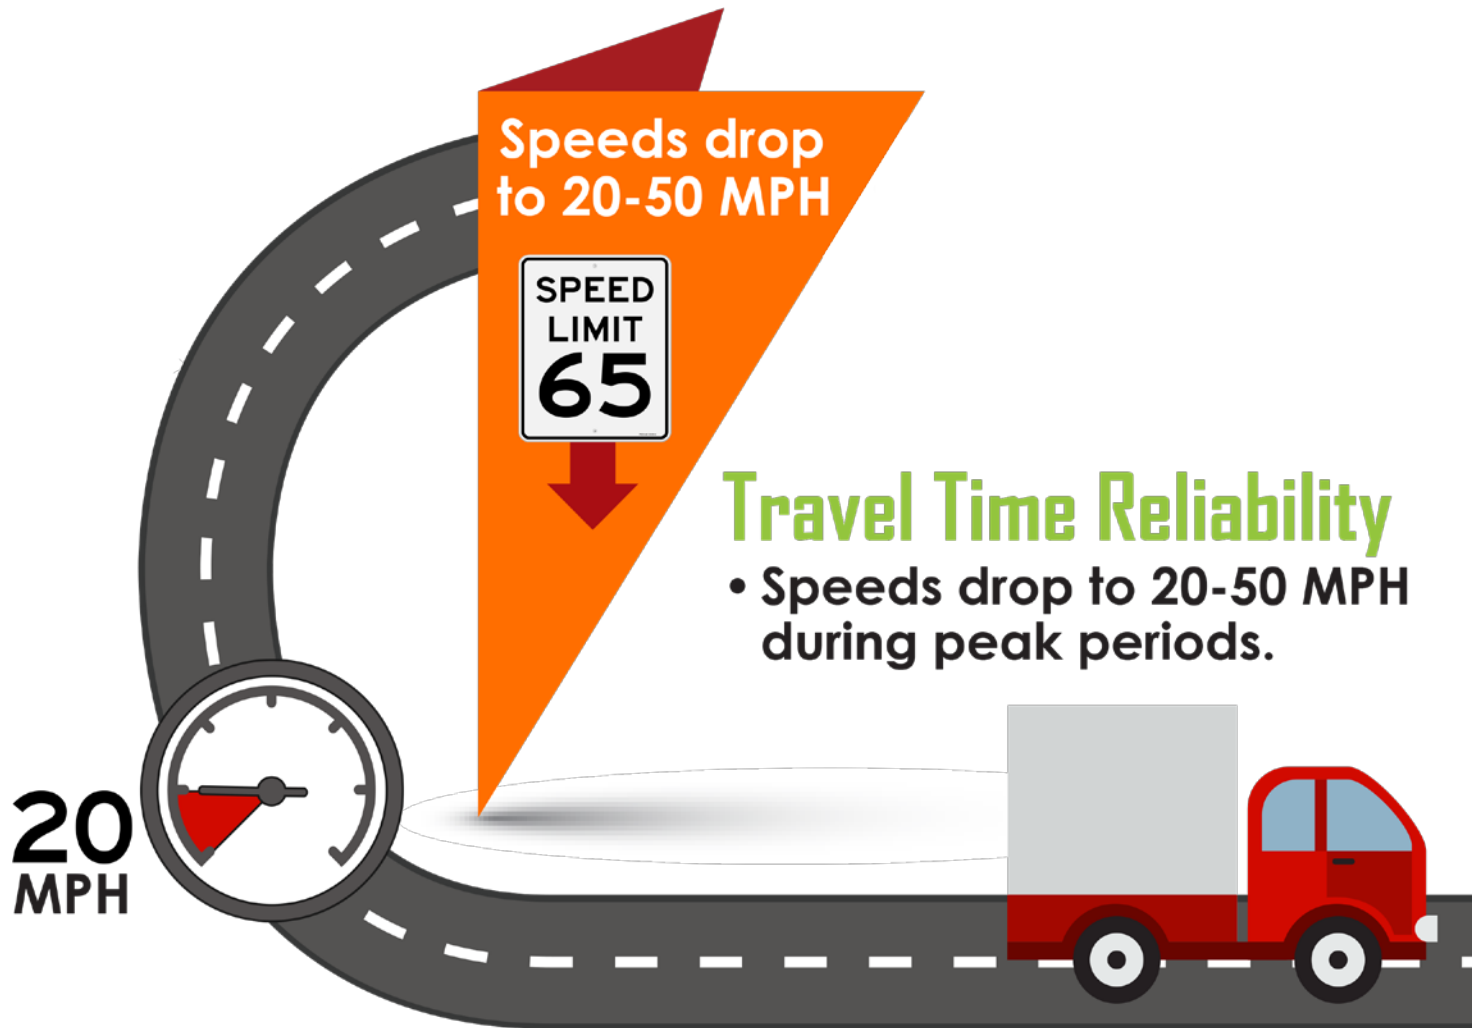 Speeds drop
to 20-50 MPH
SPEED
LIMIT
65
Travel Time Reliability
• Speeds drop to 20-50 MPH
during peak periods.
20
MPH